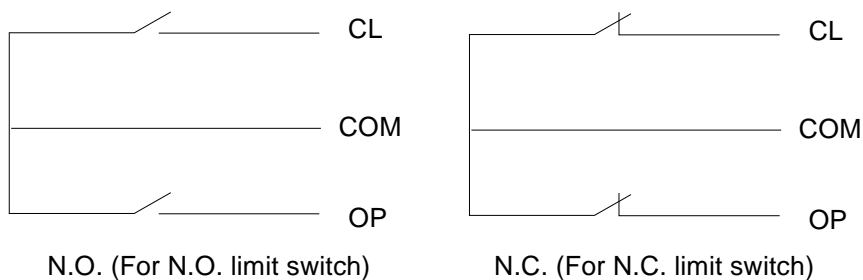 CL
COM
OP
N.O. (For N.O. limit switch)
CL
COM
OP
N.C. (For N.C. limit switch)